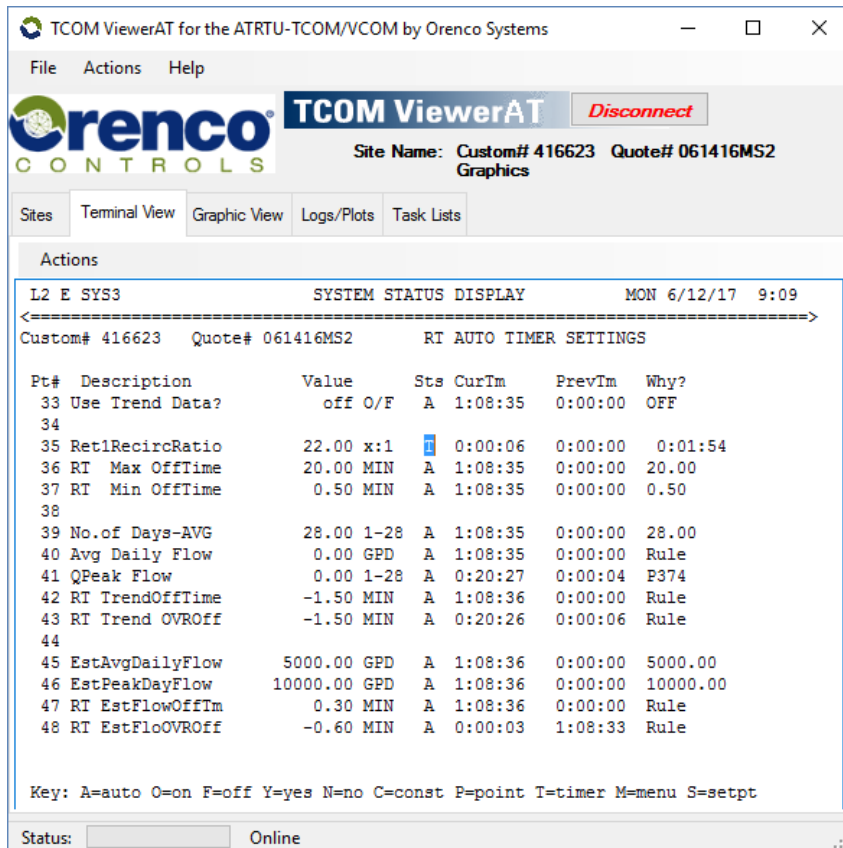 TCOM ViewerAT for the ATRTU-TCOM/VCOM by Orenco Systems
File Actions Help
Orenco CONTROLS
TCOM ViewerAT
Disconnect
Site Name: Custom# 416623 Quote# 061416MS2
Graphics
Sites Terminal View Graphic View Logs/Plots Task Lists
Actions
L2 E SYS3 SYSTEM STATUS DISPLAY MON 6/12/17 9:09
<==============================================================================>
Custom# 416623 Quote# 061416MS2 RT AUTO TIMER SETTINGS
Pt# Description Value Sts CurTm PrevTm Why?
33 Use Trend Data? off O/F A 1:08:35 0:00:00 OFF
34
35 Ret1RecircRatio 22.00 x:1 T 0:00:06 0:00:00 0:01:54
36 RT Max OffTime 20.00 MIN A 1:08:35 0:00:00 20.00
37 RT Min OffTime 0.50 MIN A 1:08:35 0:00:00 0.50
38
39 No.of Days-AVG 28.00 1-28 A 1:08:35 0:00:00 28.00
40 Avg Daily Flow 0.00 GPD A 1:08:35 0:00:00 Rule
41 QPeak Flow 0.00 1-28 A 0:20:27 0:00:04 P374
42 RT TrendOffTime -1.50 MIN A 1:08:36 0:00:00 Rule
43 RT Trend OVROff -1.50 MIN A 0:20:26 0:00:06 Rule
44
45 EstAvgDailyFlow 5000.00 GPD A 1:08:36 0:00:00 5000.00
46 EstPeakDayFlow 10000.00 GPD A 1:08:36 0:00:00 10000.00
47 RT EstFlowOffTm 0.30 MIN A 1:08:36 0:00:00 Rule
48 RT EstFloOVROff -0.60 MIN A 0:00:03 1:08:33 Rule
Key: A=auto O=on F=off Y=yes N=no C=const P=point T=timer M=menu S=setpt
Status: Online